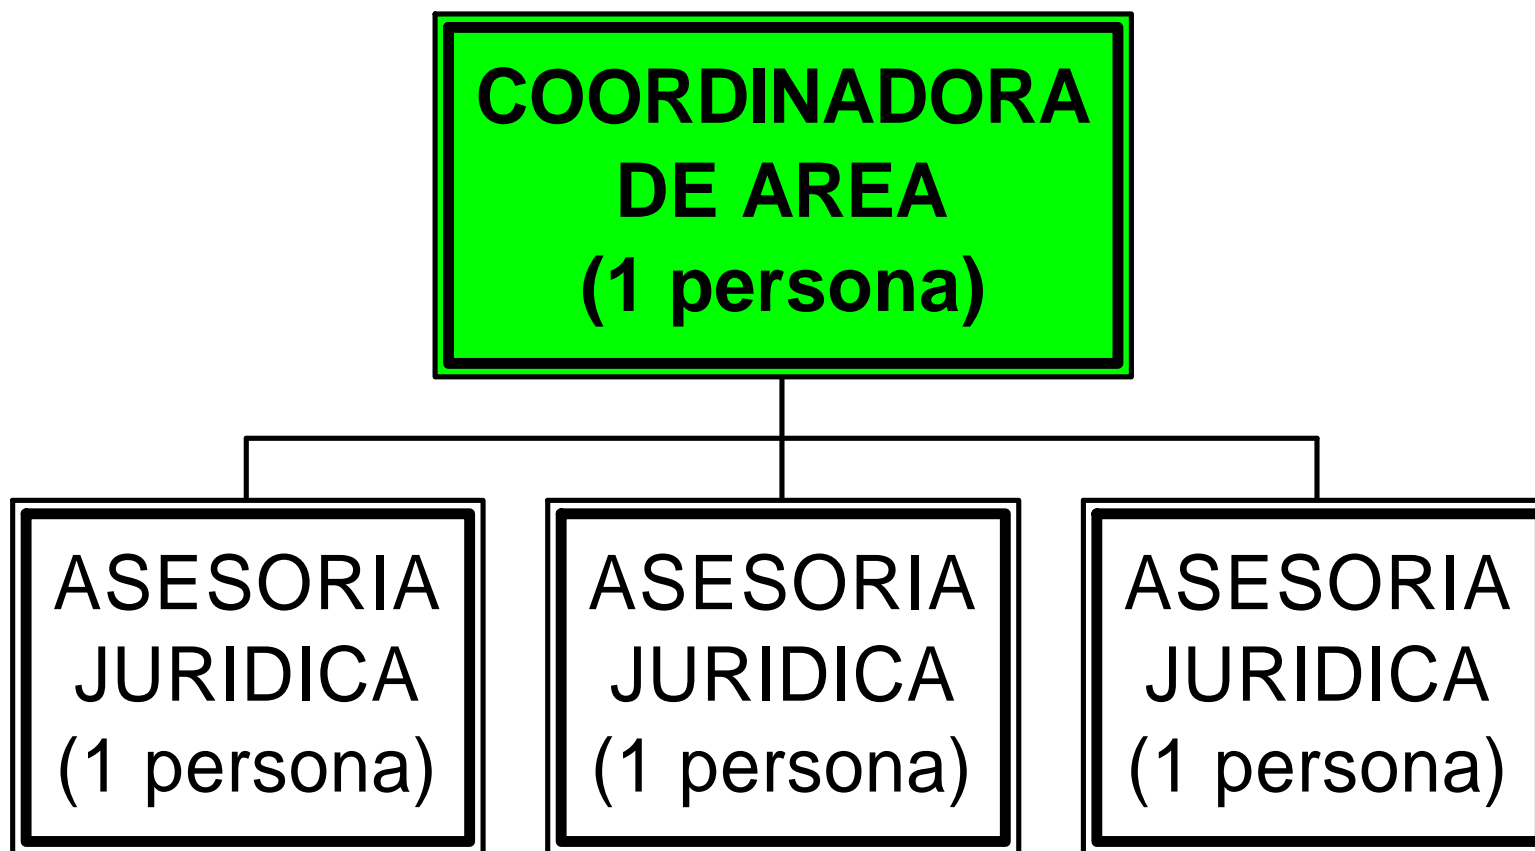 COORDINADORA
DE AREA
(1 persona)
ASESORIA
JURIDICA
(1 persona)
ASESORIA
JURIDICA
(1 persona)
ASESORIA
JURIDICA
(1 persona)